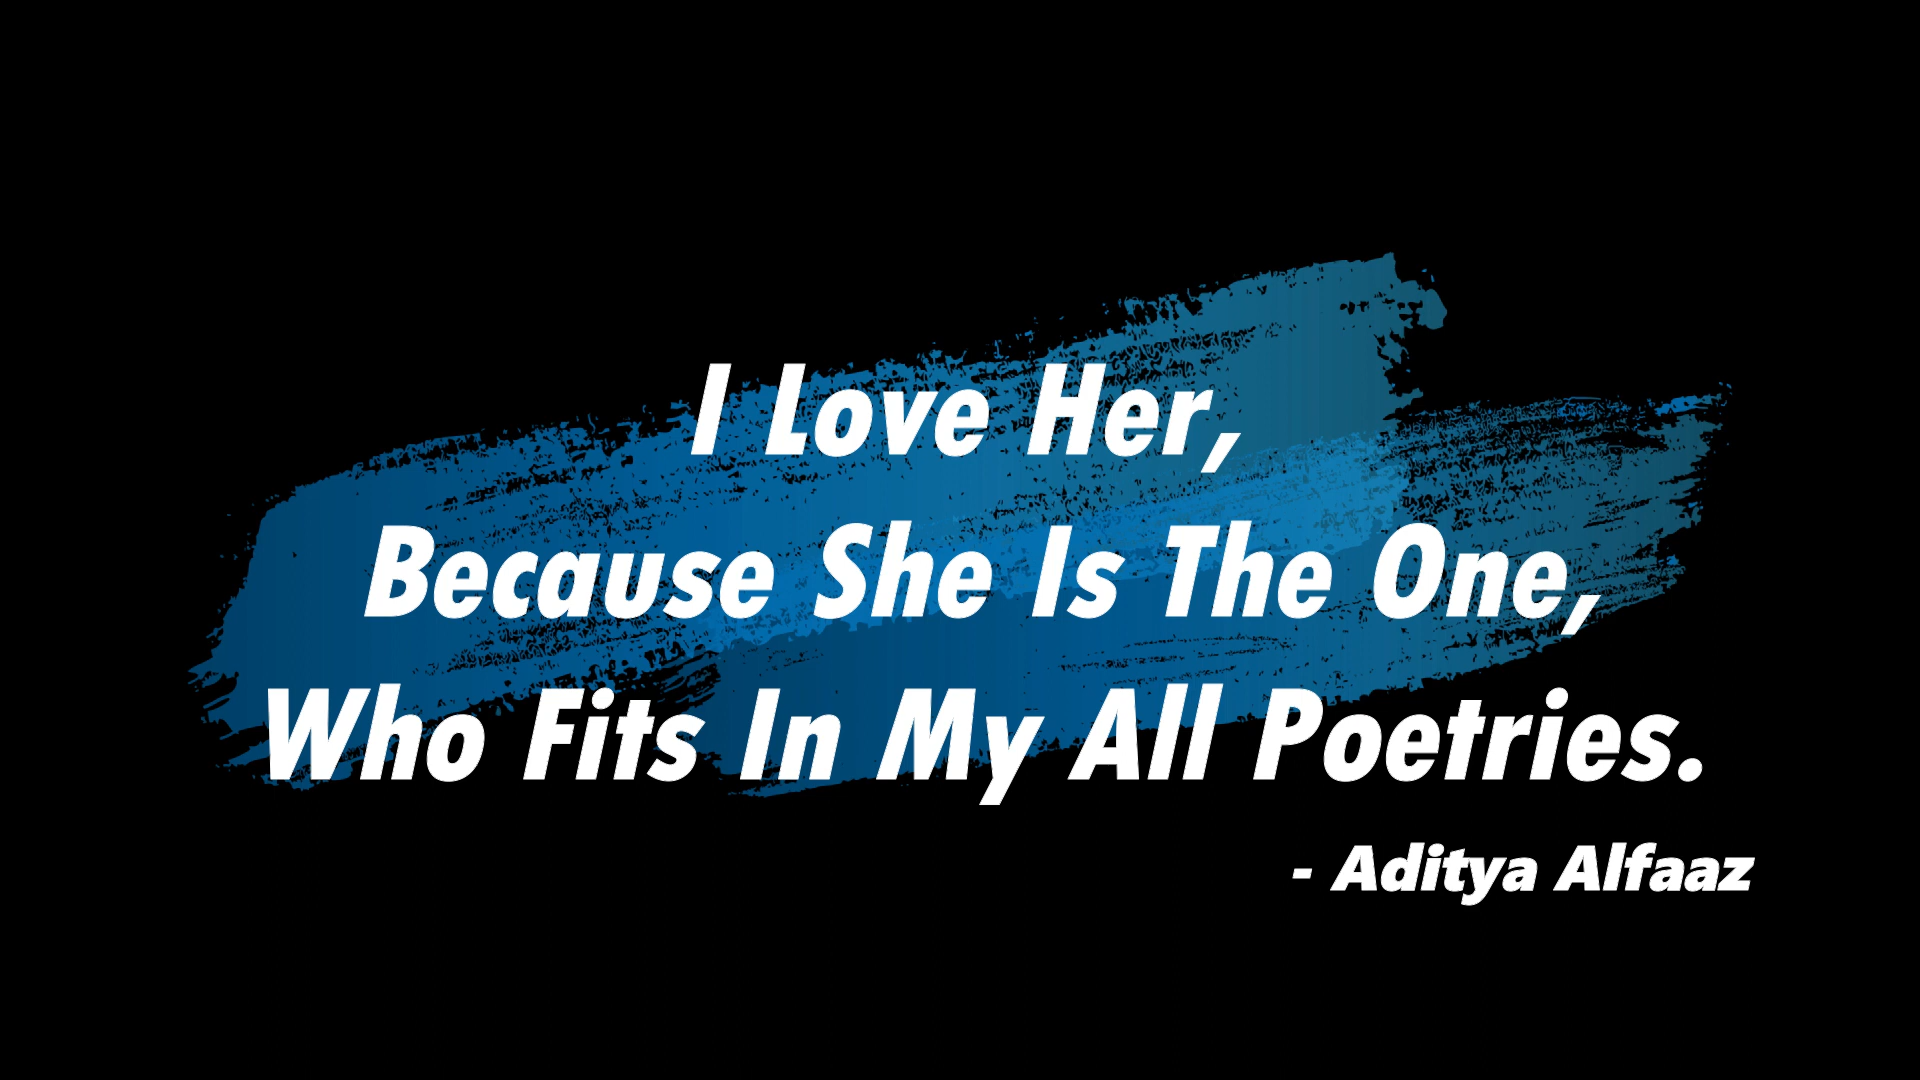 I Love Her,
Because She Is The One,
Who Fits In My All Poetries.
- Aditya Alfaaz